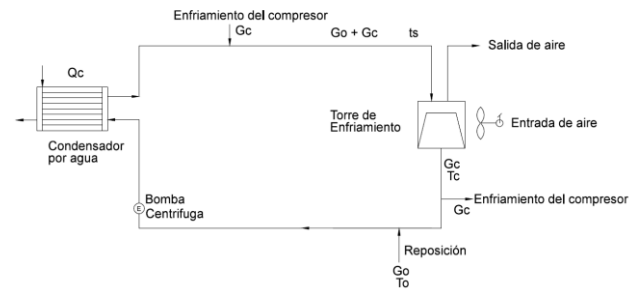 Enfriamiento del compresor
Gc
Go + Gc
ts
Salida de aire
Qc
Torre de
Enfriamiento
Entrada de aire
Condensador
por agua
Gc
Tc
Bomba
Centrifuga
E
Enfriamiento del compresor
Gc
Reposición
Go
To